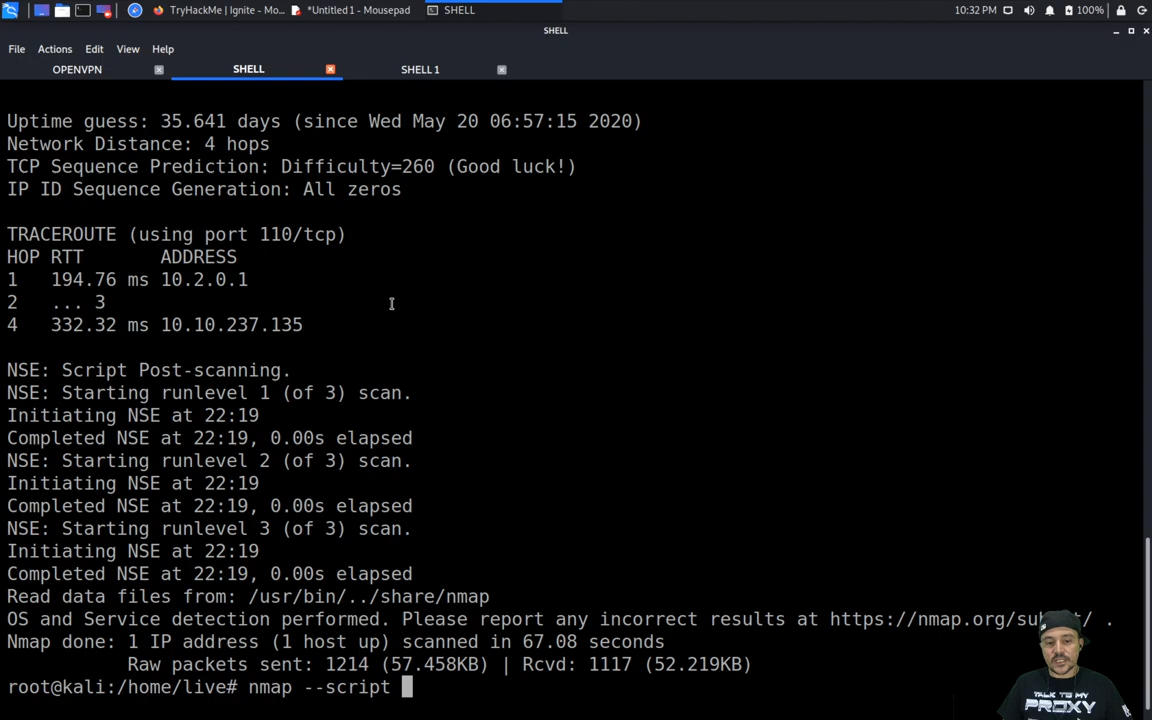 TryHackMe | Ignite - Mo...
*Untitled 1 - Mousepad
SHELL
10:32 PM
100%
SHELL
File Actions Edit View Help
OPENVPN
SHELL
SHELL 1
Uptime guess: 35.641 days (since Wed May 20 06:57:15 2020)
Network Distance: 4 hops
TCP Sequence Prediction: Difficulty=260 (Good luck!)
IP ID Sequence Generation: All zeros
TRACEROUTE (using port 110/tcp)
HOP RTT ADDRESS
1 194.76 ms 10.2.0.1
2 ... 3
4 332.32 ms 10.10.237.135
NSE: Script Post-scanning.
NSE: Starting runlevel 1 (of 3) scan.
Initiating NSE at 22:19
Completed NSE at 22:19, 0.00s elapsed
NSE: Starting runlevel 2 (of 3) scan.
Initiating NSE at 22:19
Completed NSE at 22:19, 0.00s elapsed
NSE: Starting runlevel 3 (of 3) scan.
Initiating NSE at 22:19
Completed NSE at 22:19, 0.00s elapsed
Read data files from: /usr/bin/../share/nmap
OS and Service detection performed. Please report any incorrect results at https://nmap.org/su / .
Nmap done: 1 IP address (1 host up) scanned in 67.08 seconds
Raw packets sent: 1214 (57.458KB) | Rcvd: 1117 (52.219KB)
root@kali:/home/live# nmap --script
TALK TO MY
PROXY